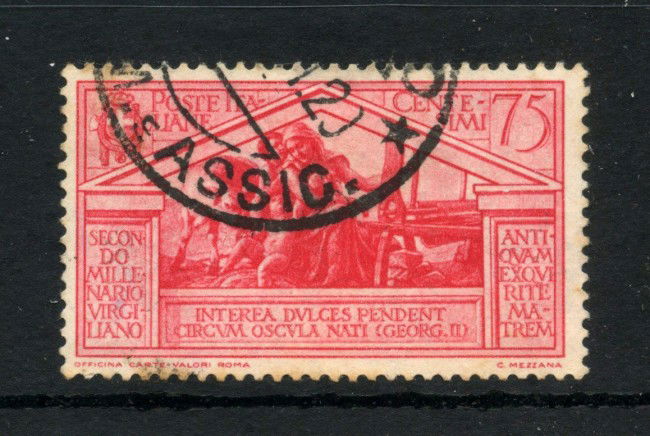 POSTE ITA-
LIANE
CENTE-
SIMI
75
ASSIC.
SECON
DO
MILLE-
NARIO
VIRGI-
LIANO
ANTI-
QVAM
EXQVI
RITE
MA-
TREM
INTEREA DVLCES PENDENT
CIRCVM OSCVLA NATI (GEORG. II)
OFFICINA CARTE-VALORI ROMA
C. MEZZANA